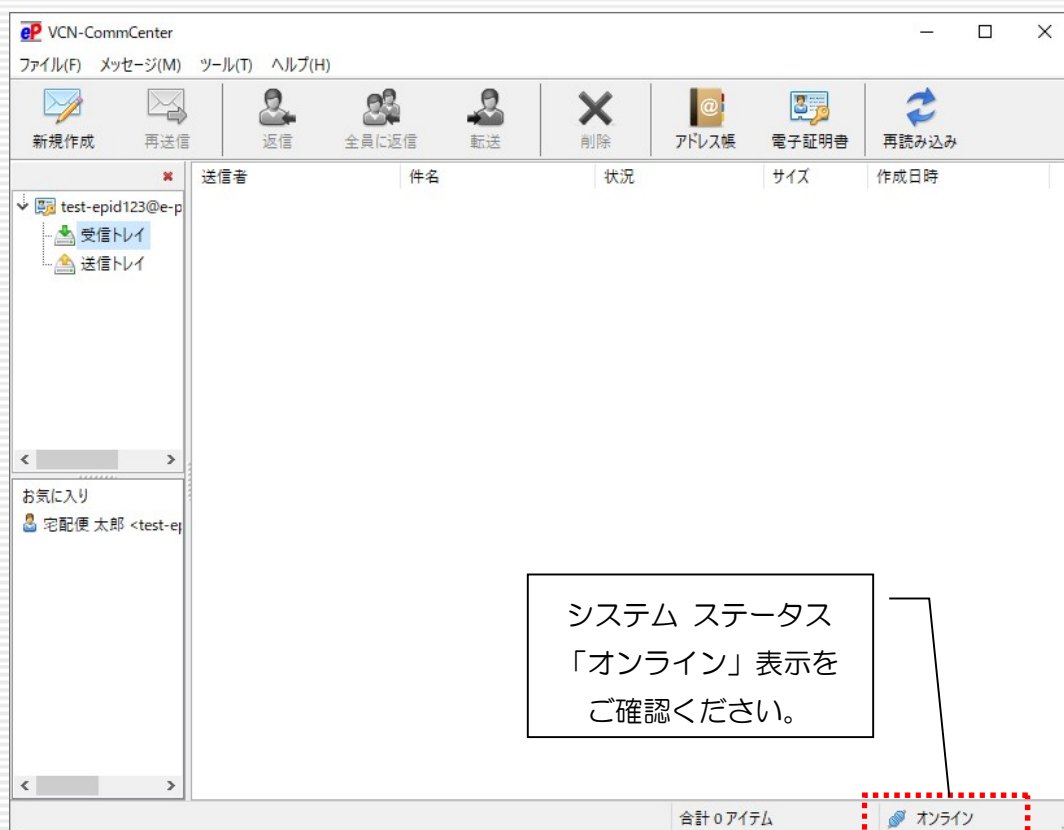 eP VCN-CommCenter
ファイル(F) メッセージ(M) ツール(T) ヘルプ(H)
新規作成 再送信 返信 全員に返信 転送 削除 アドレス帳 電子証明書 再読み込み
送信者 件名 状況 サイズ 作成日時
test-epid123@e-p
受信トレイ
送信トレイ
お気に入り
宅配便 太郎 <test-ep
システム ステータス
「オンライン」表示を
ご確認ください。
合計 0 アイテム オンライン